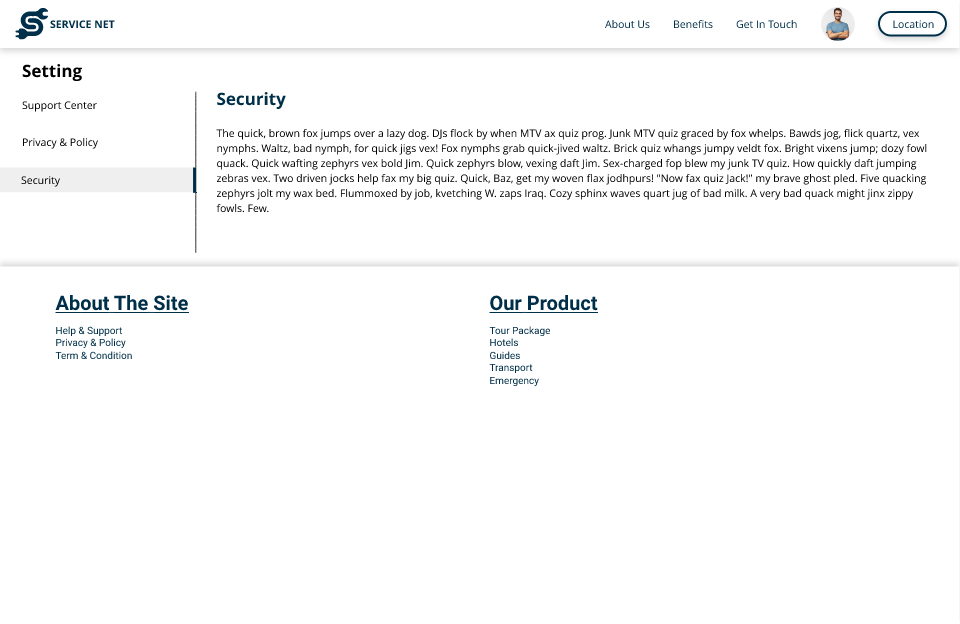 SERVICE NET
About Us
Benefits
Get In Touch
Location
Setting
Support Center
Privacy & Policy
Security
Security
The quick, brown fox jumps over a lazy dog. DJs flock by when MTV ax quiz prog. Junk MTV quiz graced by fox whelps. Bawds jog, flick quartz, vex
nymphs. Waltz, bad nymph, for quick jigs vex! Fox nymphs grab quick-jived waltz. Brick quiz whangs jumpy veldt fox. Bright vixens jump; dozy fowl
quack. Quick wafting zephyrs vex bold Jim. Quick zephyrs blow, vexing daft Jim. Sex-charged fop blew my junk TV quiz. How quickly daft jumping
zebras vex. Two driven jocks help fax my big quiz. Quick, Baz, get my woven flax jodhpurs! "Now fax quiz Jack!" my brave ghost pled. Five quacking
zephyrs jolt my wax bed. Flummoxed by job, kvetching W. zaps Iraq. Cozy sphinx waves quart jug of bad milk. A very bad quack might jinx zippy
fowls. Few.
About The Site
Help & Support
Privacy & Policy
Term & Condition
Our Product
Tour Package
Hotels
Guides
Transport
Emergency